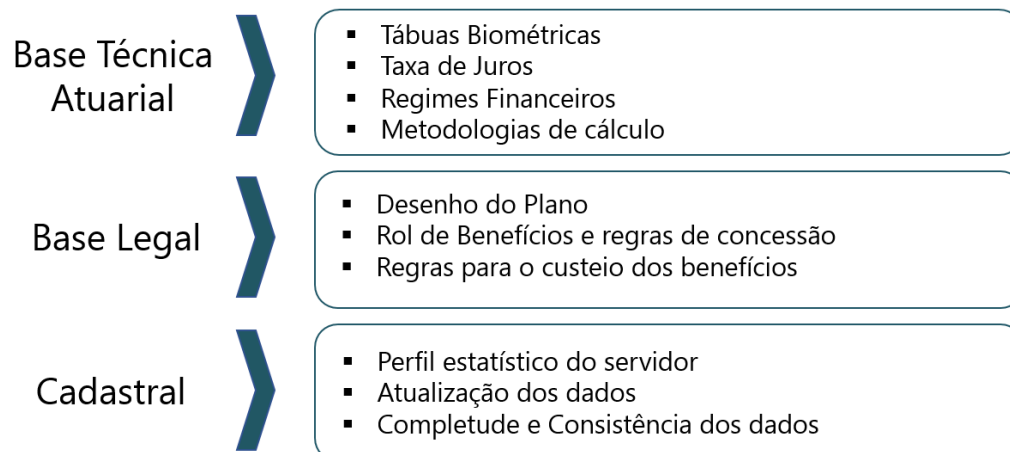 Base Técnica
Atuarial
▪ Tábuas Biométricas
▪ Taxa de Juros
▪ Regimes Financeiros
▪ Metodologias de cálculo
Base Legal
▪ Desenho do Plano
▪ Rol de Benefícios e regras de concessão
▪ Regras para o custeio dos benefícios
Cadastral
▪ Perfil estatístico do servidor
▪ Atualização dos dados
▪ Completude e Consistência dos dados